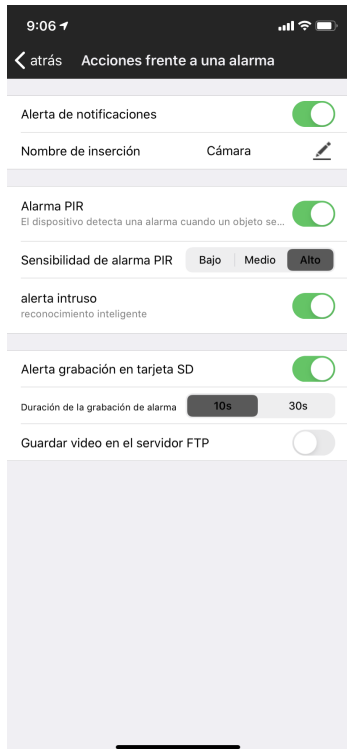 9:06
atrás Acciones frente a una alarma
Alerta de notificaciones
Nombre de inserción Cámara
Alarma PIR
El dispositivo detecta una alarma cuando un objeto se...
Sensibilidad de alarma PIR Bajo Medio Alto
alerta intruso
reconocimiento inteligente
Alerta grabación en tarjeta SD
Duración de la grabación de alarma 10s 30s
Guardar video en el servidor FTP